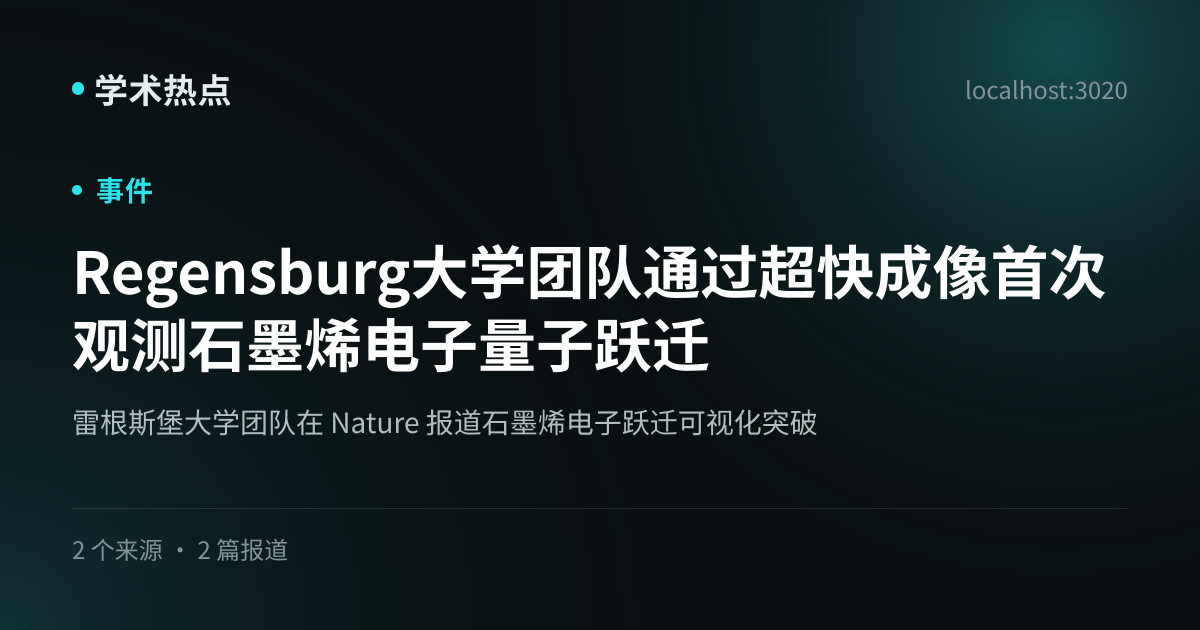 学术热点
localhost:3020
事件
Regensburg大学团队通过超快成像首次
观测石墨烯电子量子跃迁
雷根斯堡大学团队在 Nature 报道石墨烯电子跃迁可视化突破
2 个来源 · 2 篇报道